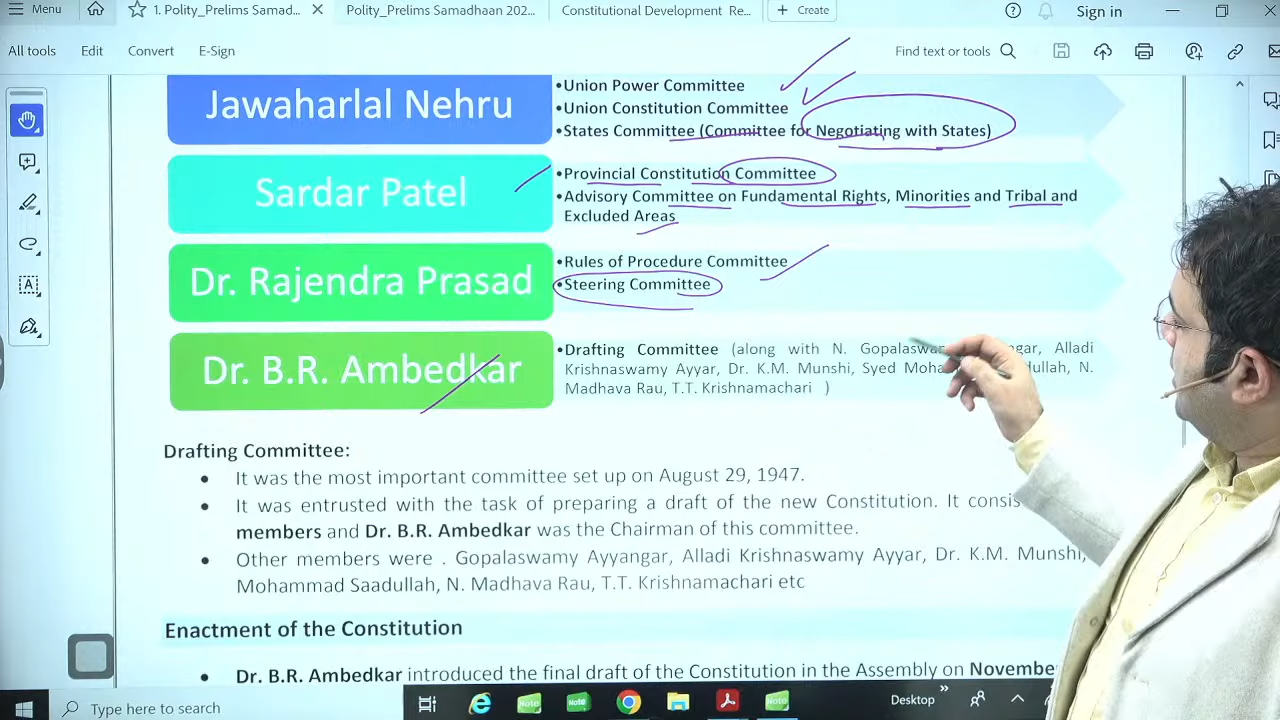 Menu
1. Polity_Prelims Samad...
Polity_Prelims Samadhaan 202...
Constitutional Development Re...
Create
Sign in
All tools
Edit
Convert
E-Sign
Find text or tools
Jawaharlal Nehru
•Union Power Committee
•Union Constitution Committee
•States Committee (Committee for Negotiating with States)
Sardar Patel
•Provincial Constitution Committee
•Advisory Committee on Fundamental Rights, Minorities and Tribal and
Excluded Areas
Dr. Rajendra Prasad
•Rules of Procedure Committee
•Steering Committee
Dr. B.R. Ambedkar
•Drafting Committee (along with N. Alladi
Krishnaswamy Ayyar, Dr. K.M. Munshi, Syed N.
Madhava Rau, T.T. Krishnamachari )
Drafting Committee:
• It was the most important committee set up on August 29, 1947.
• It was entrusted with the task of preparing a draft of the new Constitution. It
members and Dr. B.R. Ambedkar was the Chairman of this committee.
• Other members were . Gopalaswamy Ayyangar, Alladi Krishnaswamy Ayyar, Dr. K.M. Munshi,
Mohammad Saadullah, N. Madhava Rau, T.T. Krishnamachari etc
Enactment of the Constitution
• Dr. B.R. Ambedkar introduced the final draft of the Constitution in the Assembly on
Type here to search
Note
Note
Note
Desktop